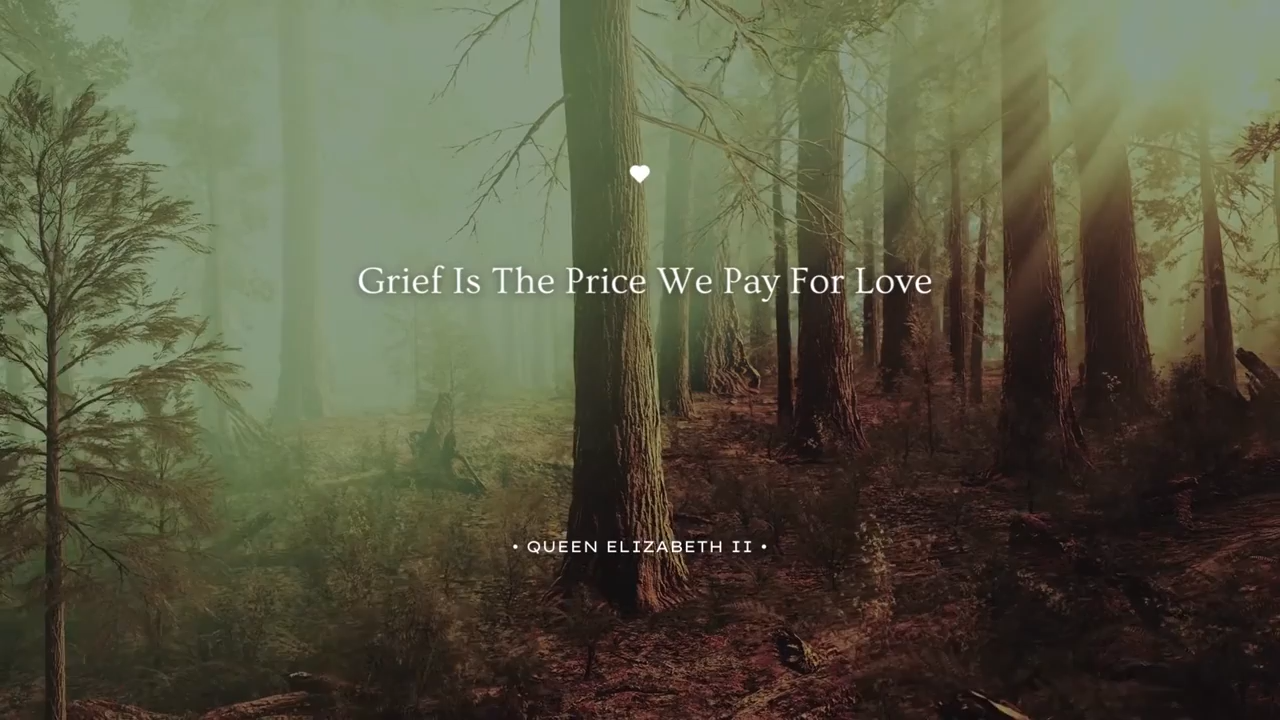 Grief Is The Price We Pay For Love
• QUEEN ELIZABETH II •